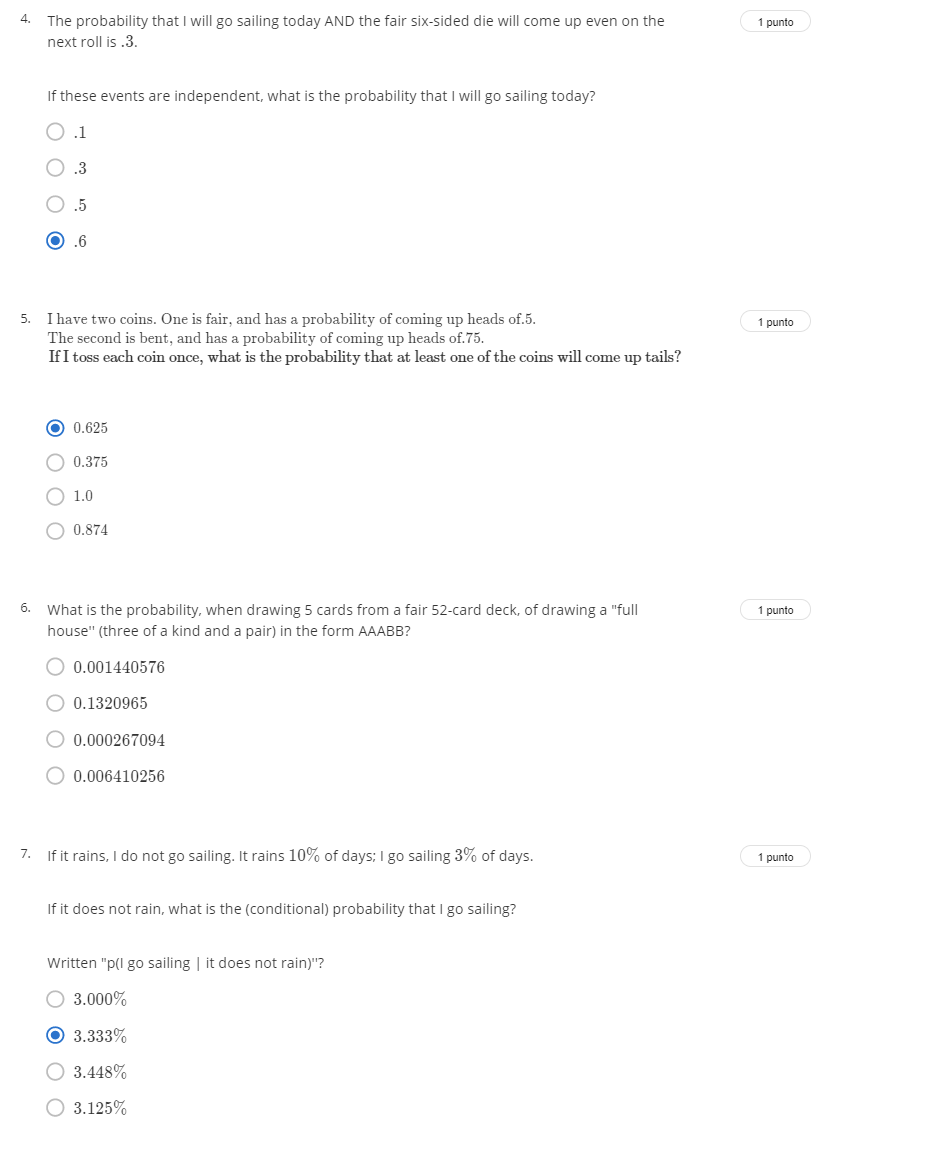 4. The probability that I will go sailing today AND the fair six-sided die will come up even on the 1 punto
next roll is .3.
If these events are independent, what is the probability that I will go sailing today?
.1
.3
.5
.6
5. I have two coins. One is fair, and has a probability of coming up heads of.5. 1 punto
The second is bent, and has a probability of coming up heads of.75.
If I toss each coin once, what is the probability that at least one of the coins will come up tails?
0.625
0.375
1.0
0.874
6. What is the probability, when drawing 5 cards from a fair 52-card deck, of drawing a "full 1 punto
house'' (three of a kind and a pair) in the form AAABB?
0.001440576
0.1320965
0.000267094
0.006410256
7. If it rains, I do not go sailing. It rains 10% of days; I go sailing 3% of days. 1 punto
If it does not rain, what is the (conditional) probability that I go sailing?
Written "p(I go sailing | it does not rain)''?
3.000%
3.333%
3.448%
3.125%